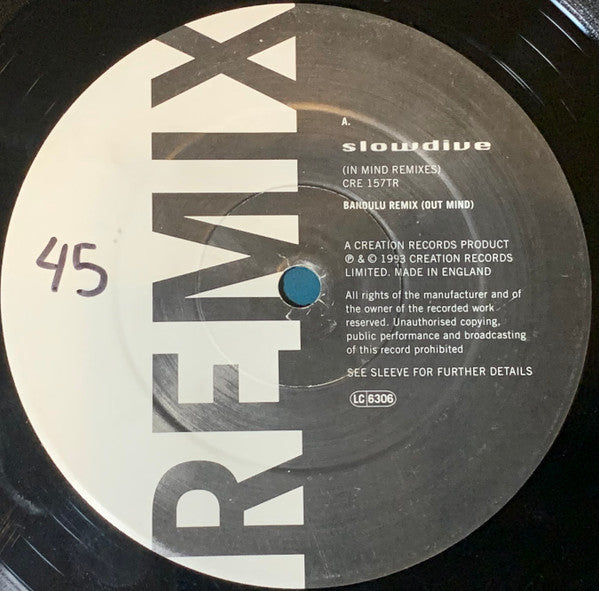 REMIX
45
A.
slowdive
(IN MIND REMIXES)
CRE 157TR
BANDULU REMIX (OUT MIND)
A CREATION RECORDS PRODUCT
℗ & © 1993 CREATION RECORDS
LIMITED. MADE IN ENGLAND
All rights of the manufacturer and of
the owner of the recorded work
reserved. Unauthorised copying,
public performance and broadcasting
of this record prohibited
SEE SLEEVE FOR FURTHER DETAILS
LC 6306